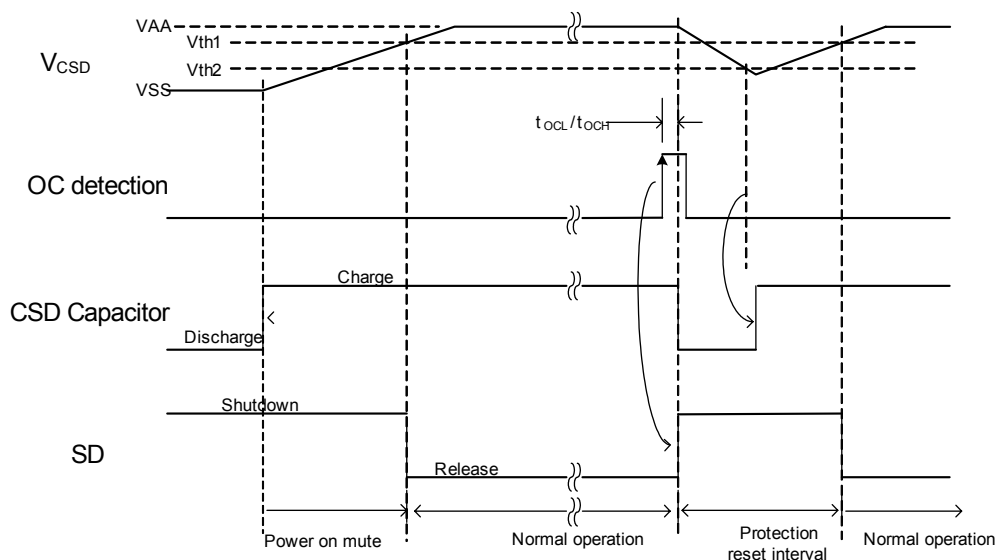 VAA
Vth1
VCSD
Vth2
VSS
tOCL/tOCH
OC detection
Charge
CSD Capacitor
Discharge
Shutdown
SD
Release
Power on mute
Normal operation
Protection
reset interval
Normal operation